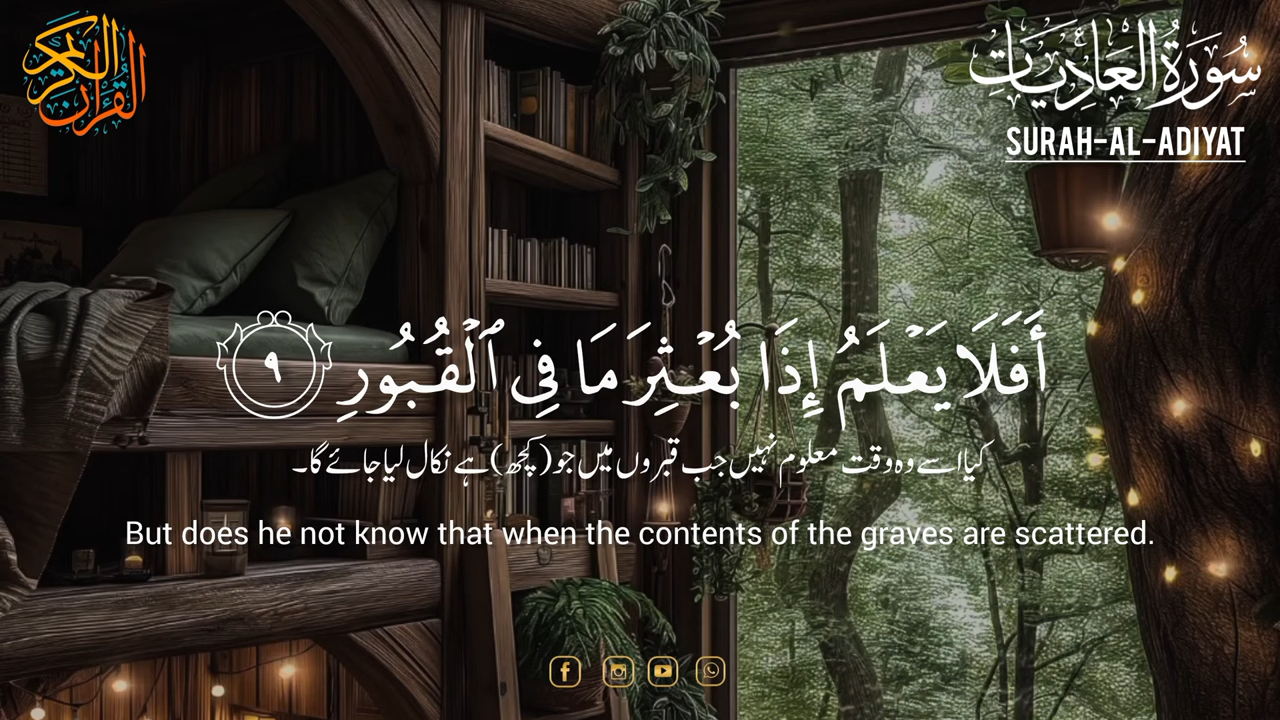 القرآن الكريم
سُورَةُ العَادِيَات
SURAH-AL-ADIYAT
أَفَلَا يَعْلَمُ إِذَا بُعْثِرَ مَا فِى ٱلْقُبُورِ ٩
کیا اسے وہ وقت معلوم نہیں جب قبروں میں جو (کچھ) ہے نکال لیا جائے گا۔
But does he not know that when the contents of the graves are scattered.